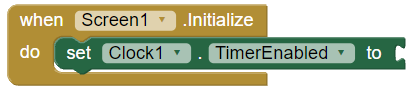 when Screen1 .Initialize
do set Clock1 . TimerEnabled to